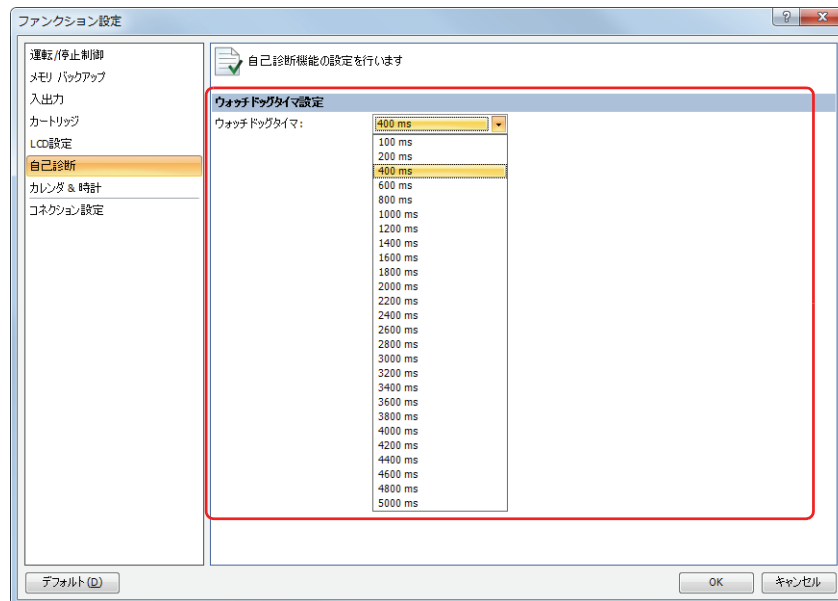 ファンクション設定
運転/停止制御
メモリ バックアップ
入出力
カートリッジ
LCD設定
自己診断
カレンダ & 時計
コネクション設定
自己診断機能の設定を行います
ウォッチドッグタイマ設定
ウォッチドッグタイマ: 400 ms
100 ms
200 ms
400 ms
600 ms
800 ms
1000 ms
1200 ms
1400 ms
1600 ms
1800 ms
2000 ms
2200 ms
2400 ms
2600 ms
2800 ms
3000 ms
3200 ms
3400 ms
3600 ms
3800 ms
4000 ms
4200 ms
4400 ms
4600 ms
4800 ms
5000 ms
デフォルト(D) OK キャンセル